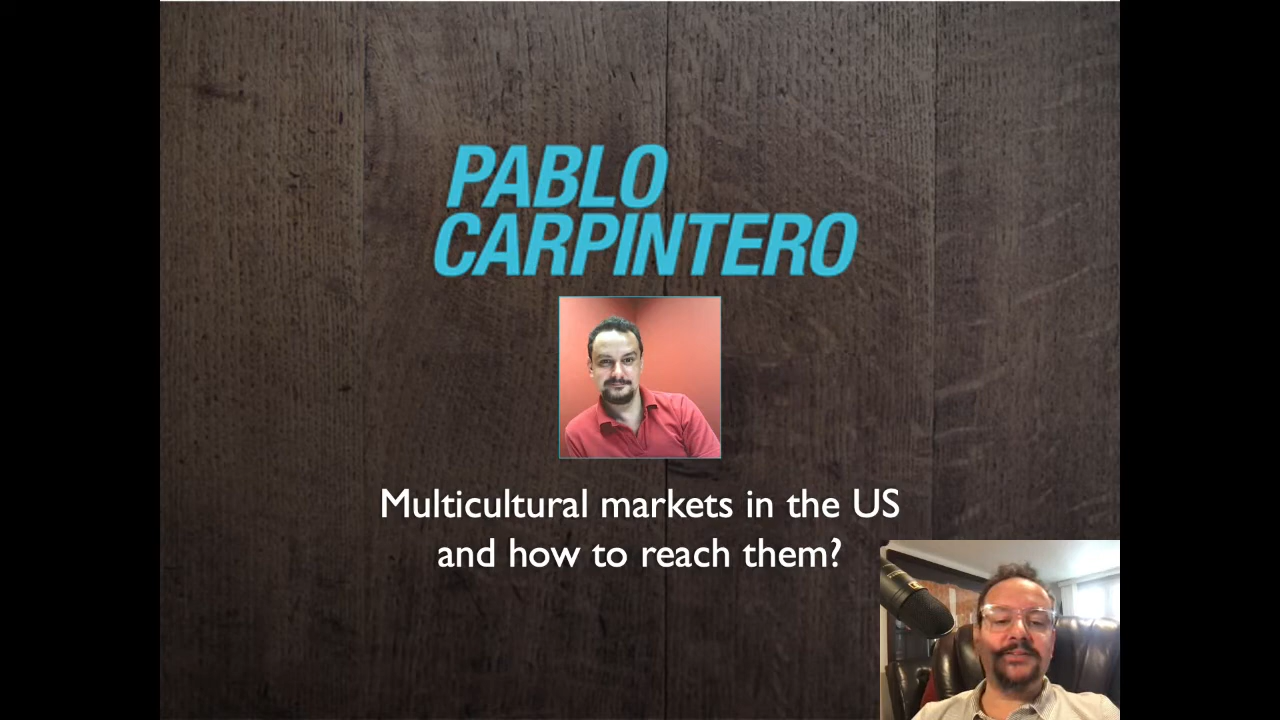 PABLO
CARPINTERO
Multicultural markets in the US
and how to reach them?